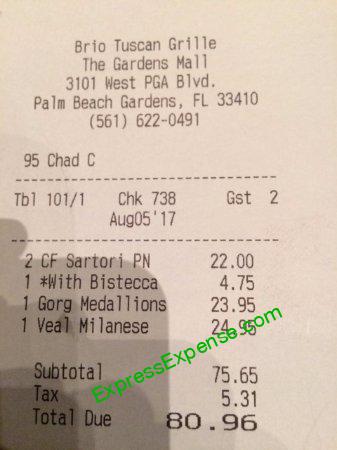 Brio Tuscan Grille
The Gardens Mall
3101 West PGA Blvd.
Palm Beach Gardens, FL 33410
(561) 622-0491
95 Chad C
Tbl 101/1 Chk 738 Gst 2
Aug05'17
2 CF Sartori PN 22.00
1 *With Bistecca 4.75
1 Gorg Medallions 23.95
1 Veal Milanese 24.95
ExpressExpense.com
Subtotal 75.65
Tax 5.31
Total Due 80.96